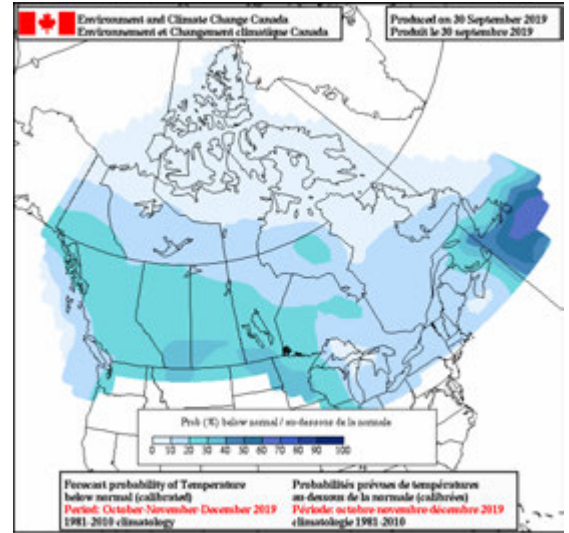 Environment and Climate Change Canada
Environnement et Changement climatique Canada
Produced on 30 September 2019
Produit le 30 septembre 2019
Prob (%) below normal / au-dessous de la normale
0 10 20 30 40 50 60 70 80 90 100
Forecast probability of Temperature
below normal (calibrated)
Period: October-November-December 2019
1981-2010 climatology
Probabilités prévues de températures
au-dessous de la normale (calibrées)
Période: octobre-novembre-décembre 2019
climatologie 1981-2010